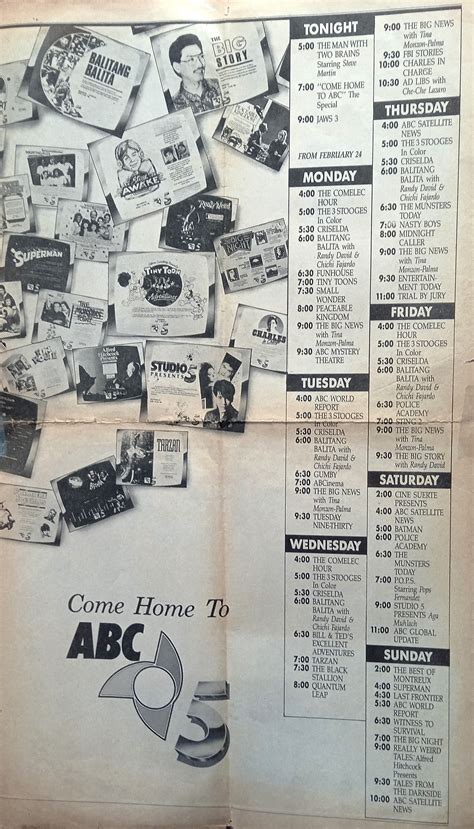 BALITANG
BALITA
THE
BIG
STORY
AWAKE
Really Weird
SUPERMAN
NIGHT
TINY TOON
Adventures
THE
Alfred
Hitchcock
Presents
STUDIO
PRESENTS
5
CHARLES
TARZAN
Come Home To
ABC
5
TONIGHT
5:00 THE MAN WITH
TWO BRAINS
Starring Steve
Martin
7:00 "COME HOME
TO ABC" The
Special
9:00 JAWS 3
FROM FEBRUARY 24
MONDAY
4:00 THE COMELEC
HOUR
5:00 THE 3 STOOGES
In Color
5:30 CRISELDA
6:00 BALITANG
BALITA with
Randy David &
Chichi Fajardo
6:30 FUNHOUSE
7:00 TINY TOONS
7:30 SMALL
WONDER
8:00 PEACEABLE
KINGDOM
9:00 THE BIG NEWS
with Tina
Monzon-Palma
9:30 ABC MYSTERY
THEATRE
TUESDAY
4:00 ABC WORLD
REPORT
5:00 THE 3 STOOGES
In Color
5:30 CRISELDA
6:00 BALITANG
BALITA with
Randy David &
Chichi Fajardo
6:30 GUMBY
7:00 ABCinema
9:00 THE BIG NEWS
with Tina
Monzon-Palma
9:30 TUESDAY
NINE-THIRTY
WEDNESDAY
4:00 THE COMELEC
HOUR
5:00 THE 3 STOOGES
In Color
5:30 CRISELDA
6:00 BALITANG
BALITA with
Randy David &
Chichi Fajardo
6:30 BILL & TED'S
EXCELLENT
ADVENTURES
7:00 TARZAN
7:30 THE BLACK
STALLION
8:00 QUANTUM
LEAP
9:00 THE BIG NEWS
with Tina
Monzon-Palma
9:30 FBI STORIES
10:00 CHARLES IN
CHARGE
10:30 AD LIBS with
Che-Che Lazaro
THURSDAY
4:00 ABC SATELLITE
NEWS
5:00 THE 3 STOOGES
In Color
5:30 CRISELDA
6:00 BALITANG
BALITA with
Randy David &
Chichi Fajardo
6:30 THE MUNSTERS
TODAY
7:00 NASTY BOYS
8:00 MIDNIGHT
CALLER
9:00 THE BIG NEWS
with Tina
Monzon-Palma
9:30 ENTERTAIN-
MENT TODAY
11:00 TRIAL BY JURY
FRIDAY
4:00 THE COMELEC
HOUR
5:00 THE 3 STOOGES
In Color
5:30 CRISELDA
6:00 BALITANG
BALITA with
Randy David &
Chichi Fajardo
6:30 POLICE
ACADEMY
7:00 STING 2
9:00 THE BIG NEWS
with Tina
Monzon-Palma
9:30 THE BIG STORY
with Randy David
SATURDAY
2:00 CINE SUERTE
PRESENTS
4:00 ABC SATELLITE
NEWS
5:00 BATMAN
6:00 POLICE
ACADEMY
6:30 THE
MUNSTERS
TODAY
7:00 P.O.P.S.
Starring Pops
Fernandez
9:00 STUDIO 5
PRESENTS Aga
Muhlach
11:00 ABC GLOBAL
UPDATE
SUNDAY
2:00 THE BEST OF
MONTREUX
4:00 SUPERMAN
4:30 LAST FRONTIER
5:30 ABC WORLD
REPORT
6:30 WITNESS TO
SURVIVAL
7:00 THE BIG NIGHT
9:00 REALLY WEIRD
TALES: Alfred
Hitchcock
Presents
9:30 TALES FROM
THE DARKSIDE
10:00 ABC SATELLITE
NEWS